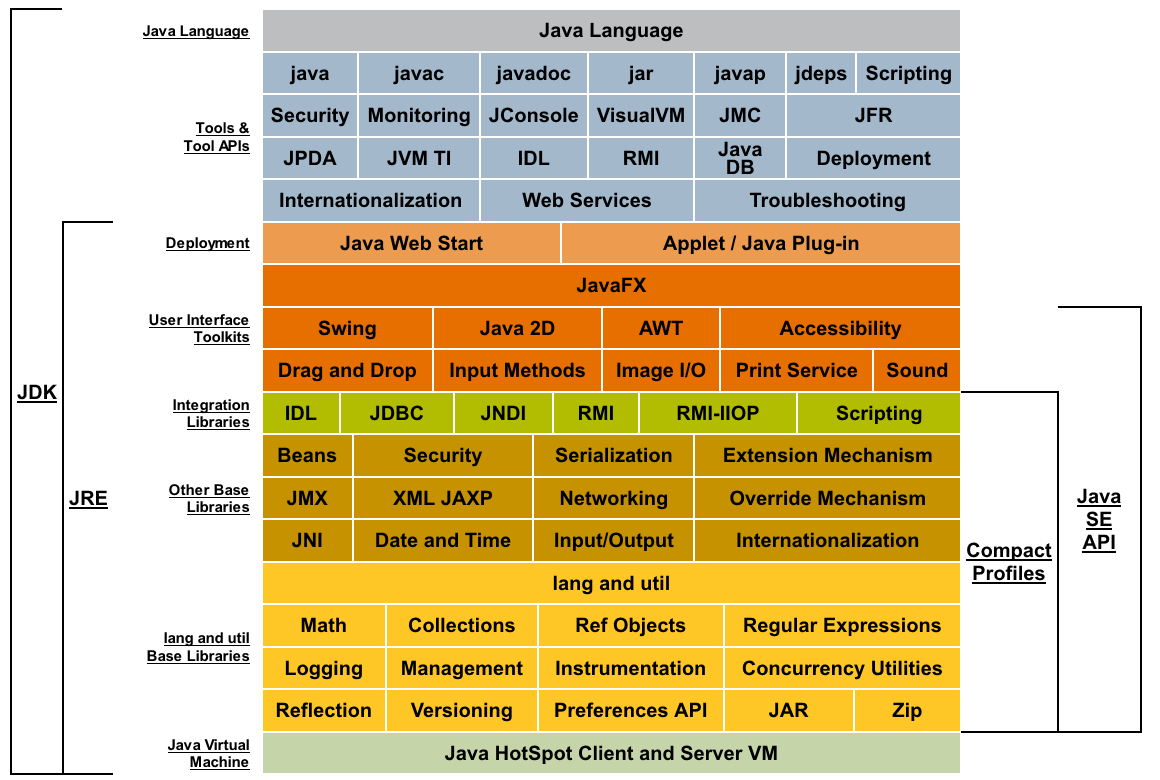 Java Language
Java Language
java javac javadoc jar javap jdeps Scripting
Tools &
Tool APIs
Security Monitoring JConsole VisualVM JMC JFR
JPDA JVM TI IDL RMI Java
DB Deployment
Internationalization Web Services Troubleshooting
Deployment
Java Web Start Applet / Java Plug-in
JavaFX
User Interface
Toolkits
Swing Java 2D AWT Accessibility
Drag and Drop Input Methods Image I/O Print Service Sound
JDK
Integration
Libraries
IDL JDBC JNDI RMI RMI-IIOP Scripting
Beans Security Serialization Extension Mechanism
JRE
Other Base
Libraries
JMX XML JAXP Networking Override Mechanism
Java
SE
API
JNI Date and Time Input/Output Internationalization
Compact
Profiles
lang and util
lang and util
Base Libraries
Math Collections Ref Objects Regular Expressions
Logging Management Instrumentation Concurrency Utilities
Reflection Versioning Preferences API JAR Zip
Java Virtual
Machine
Java HotSpot Client and Server VM